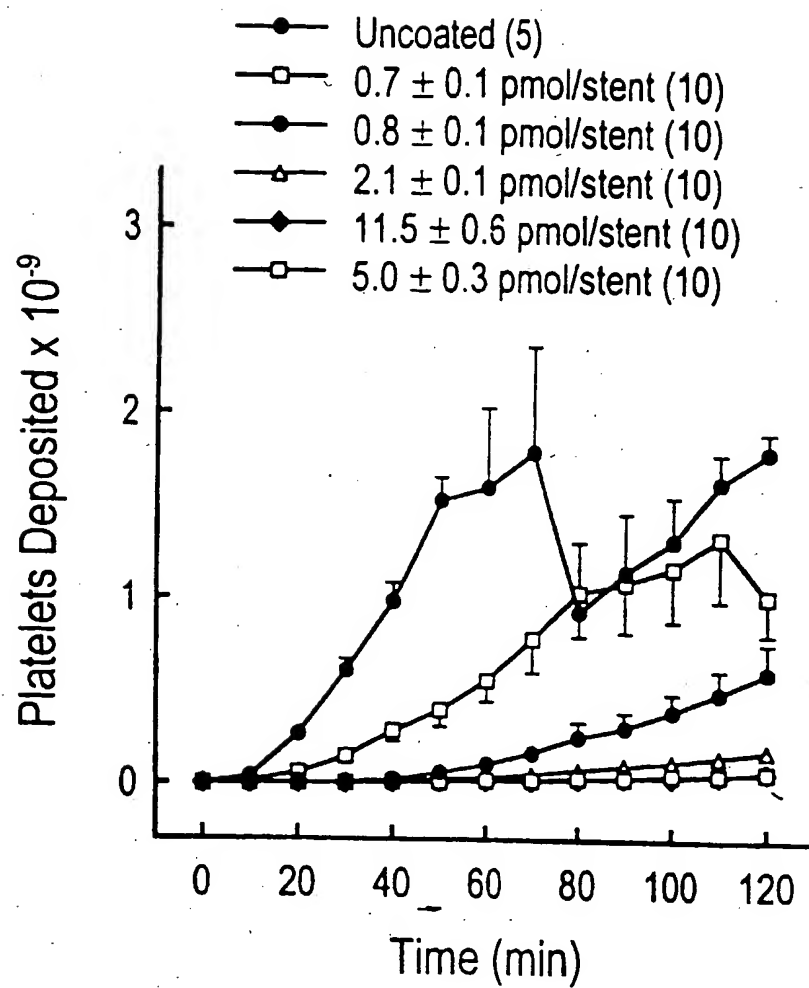 Uncoated (5)
0.7 ± 0.1 pmol/stent (10)
0.8 ± 0.1 pmol/stent (10)
2.1 ± 0.1 pmol/stent (10)
11.5 ± 0.6 pmol/stent (10)
5.0 ± 0.3 pmol/stent (10)
Platelets Deposited x 10⁻⁹
3
2
1
0
0 20 40 60 80 100 120
Time (min)